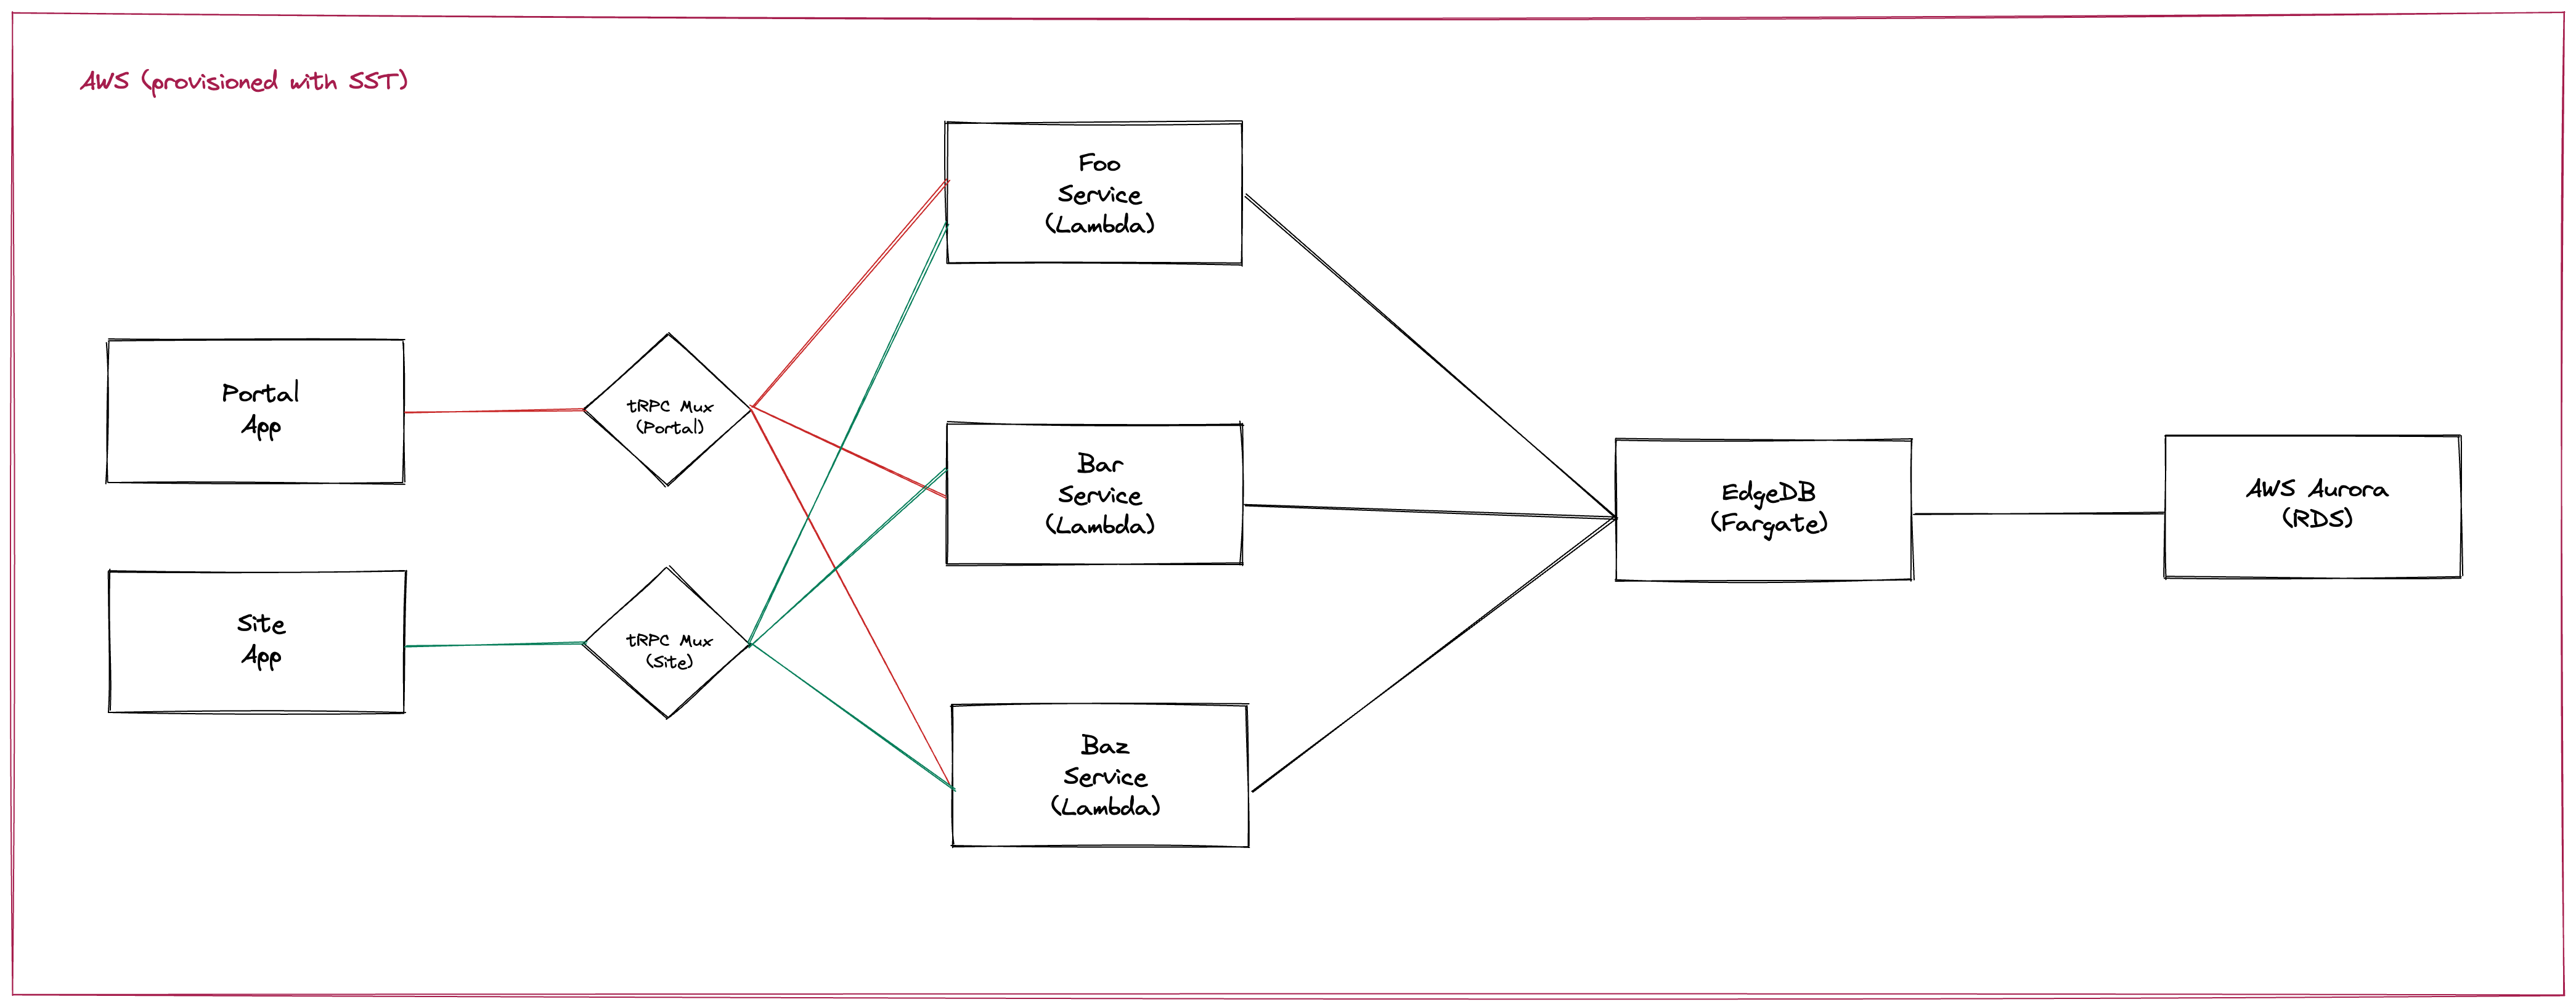 AWS (provisioned with SST)
Foo
Service
(Lambda)
Portal
App
tRPC Mux
(Portal)
Bar
Service
(Lambda)
EdgeDB
(Fargate)
AWS Aurora
(RDS)
Site
App
tRPC Mux
(Site)
Baz
Service
(Lambda)